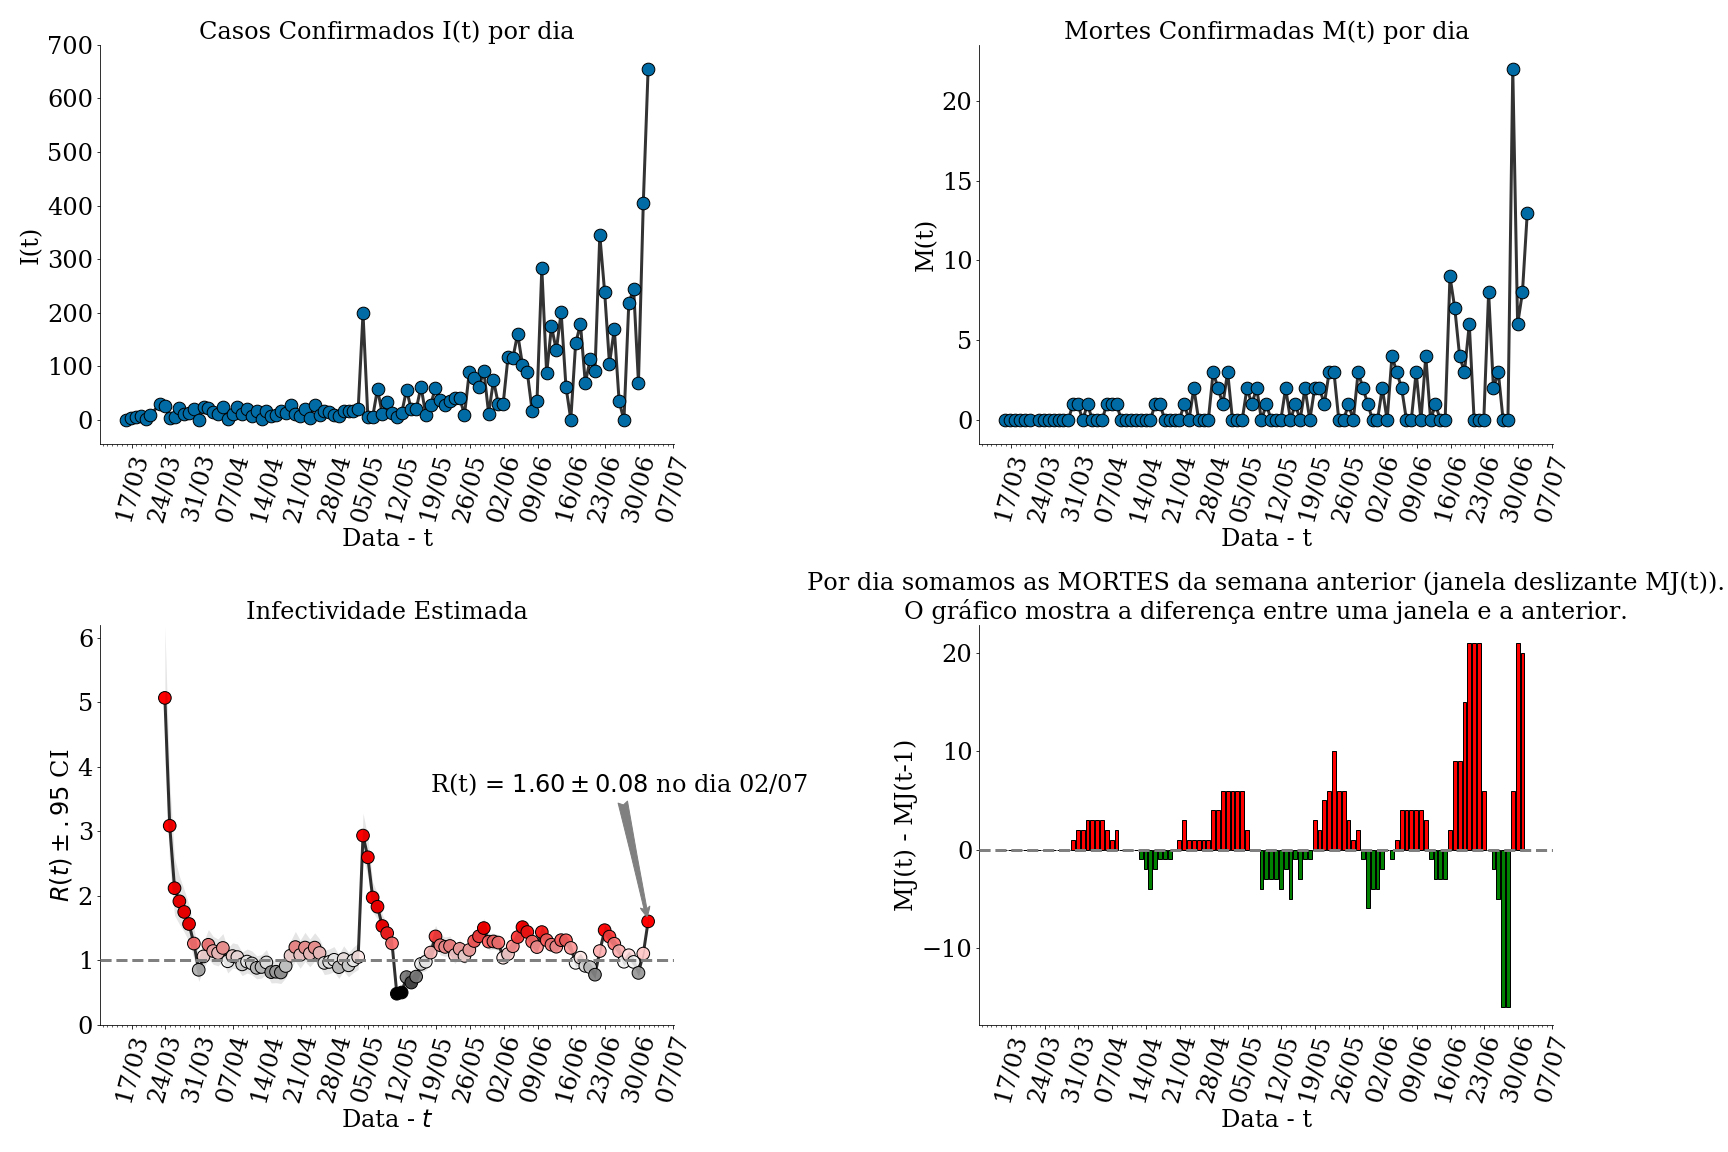 Casos Confirmados I(t) por dia
700
600
500
400
300
200
100
0
I(t)
17/03 24/03 31/03 07/04 14/04 21/04 28/04 05/05 12/05 19/05 26/05 02/06 09/06 16/06 23/06 30/06 07/07
Data - t
Mortes Confirmadas M(t) por dia
20
15
10
5
0
M(t)
17/03 24/03 31/03 07/04 14/04 21/04 28/04 05/05 12/05 19/05 26/05 02/06 09/06 16/06 23/06 30/06 07/07
Data - t
Infectividade Estimada
6
5
4
3
2
1
0
R(t) ± .95 CI
R(t) = 1.60 ± 0.08 no dia 02/07
17/03 24/03 31/03 07/04 14/04 21/04 28/04 05/05 12/05 19/05 26/05 02/06 09/06 16/06 23/06 30/06 07/07
Data - t
Por dia somamos as MORTES da semana anterior (janela deslizante MJ(t)).
O gráfico mostra a diferença entre uma janela e a anterior.
20
10
0
−10
MJ(t) - MJ(t-1)
17/03 24/03 31/03 07/04 14/04 21/04 28/04 05/05 12/05 19/05 26/05 02/06 09/06 16/06 23/06 30/06 07/07
Data - t